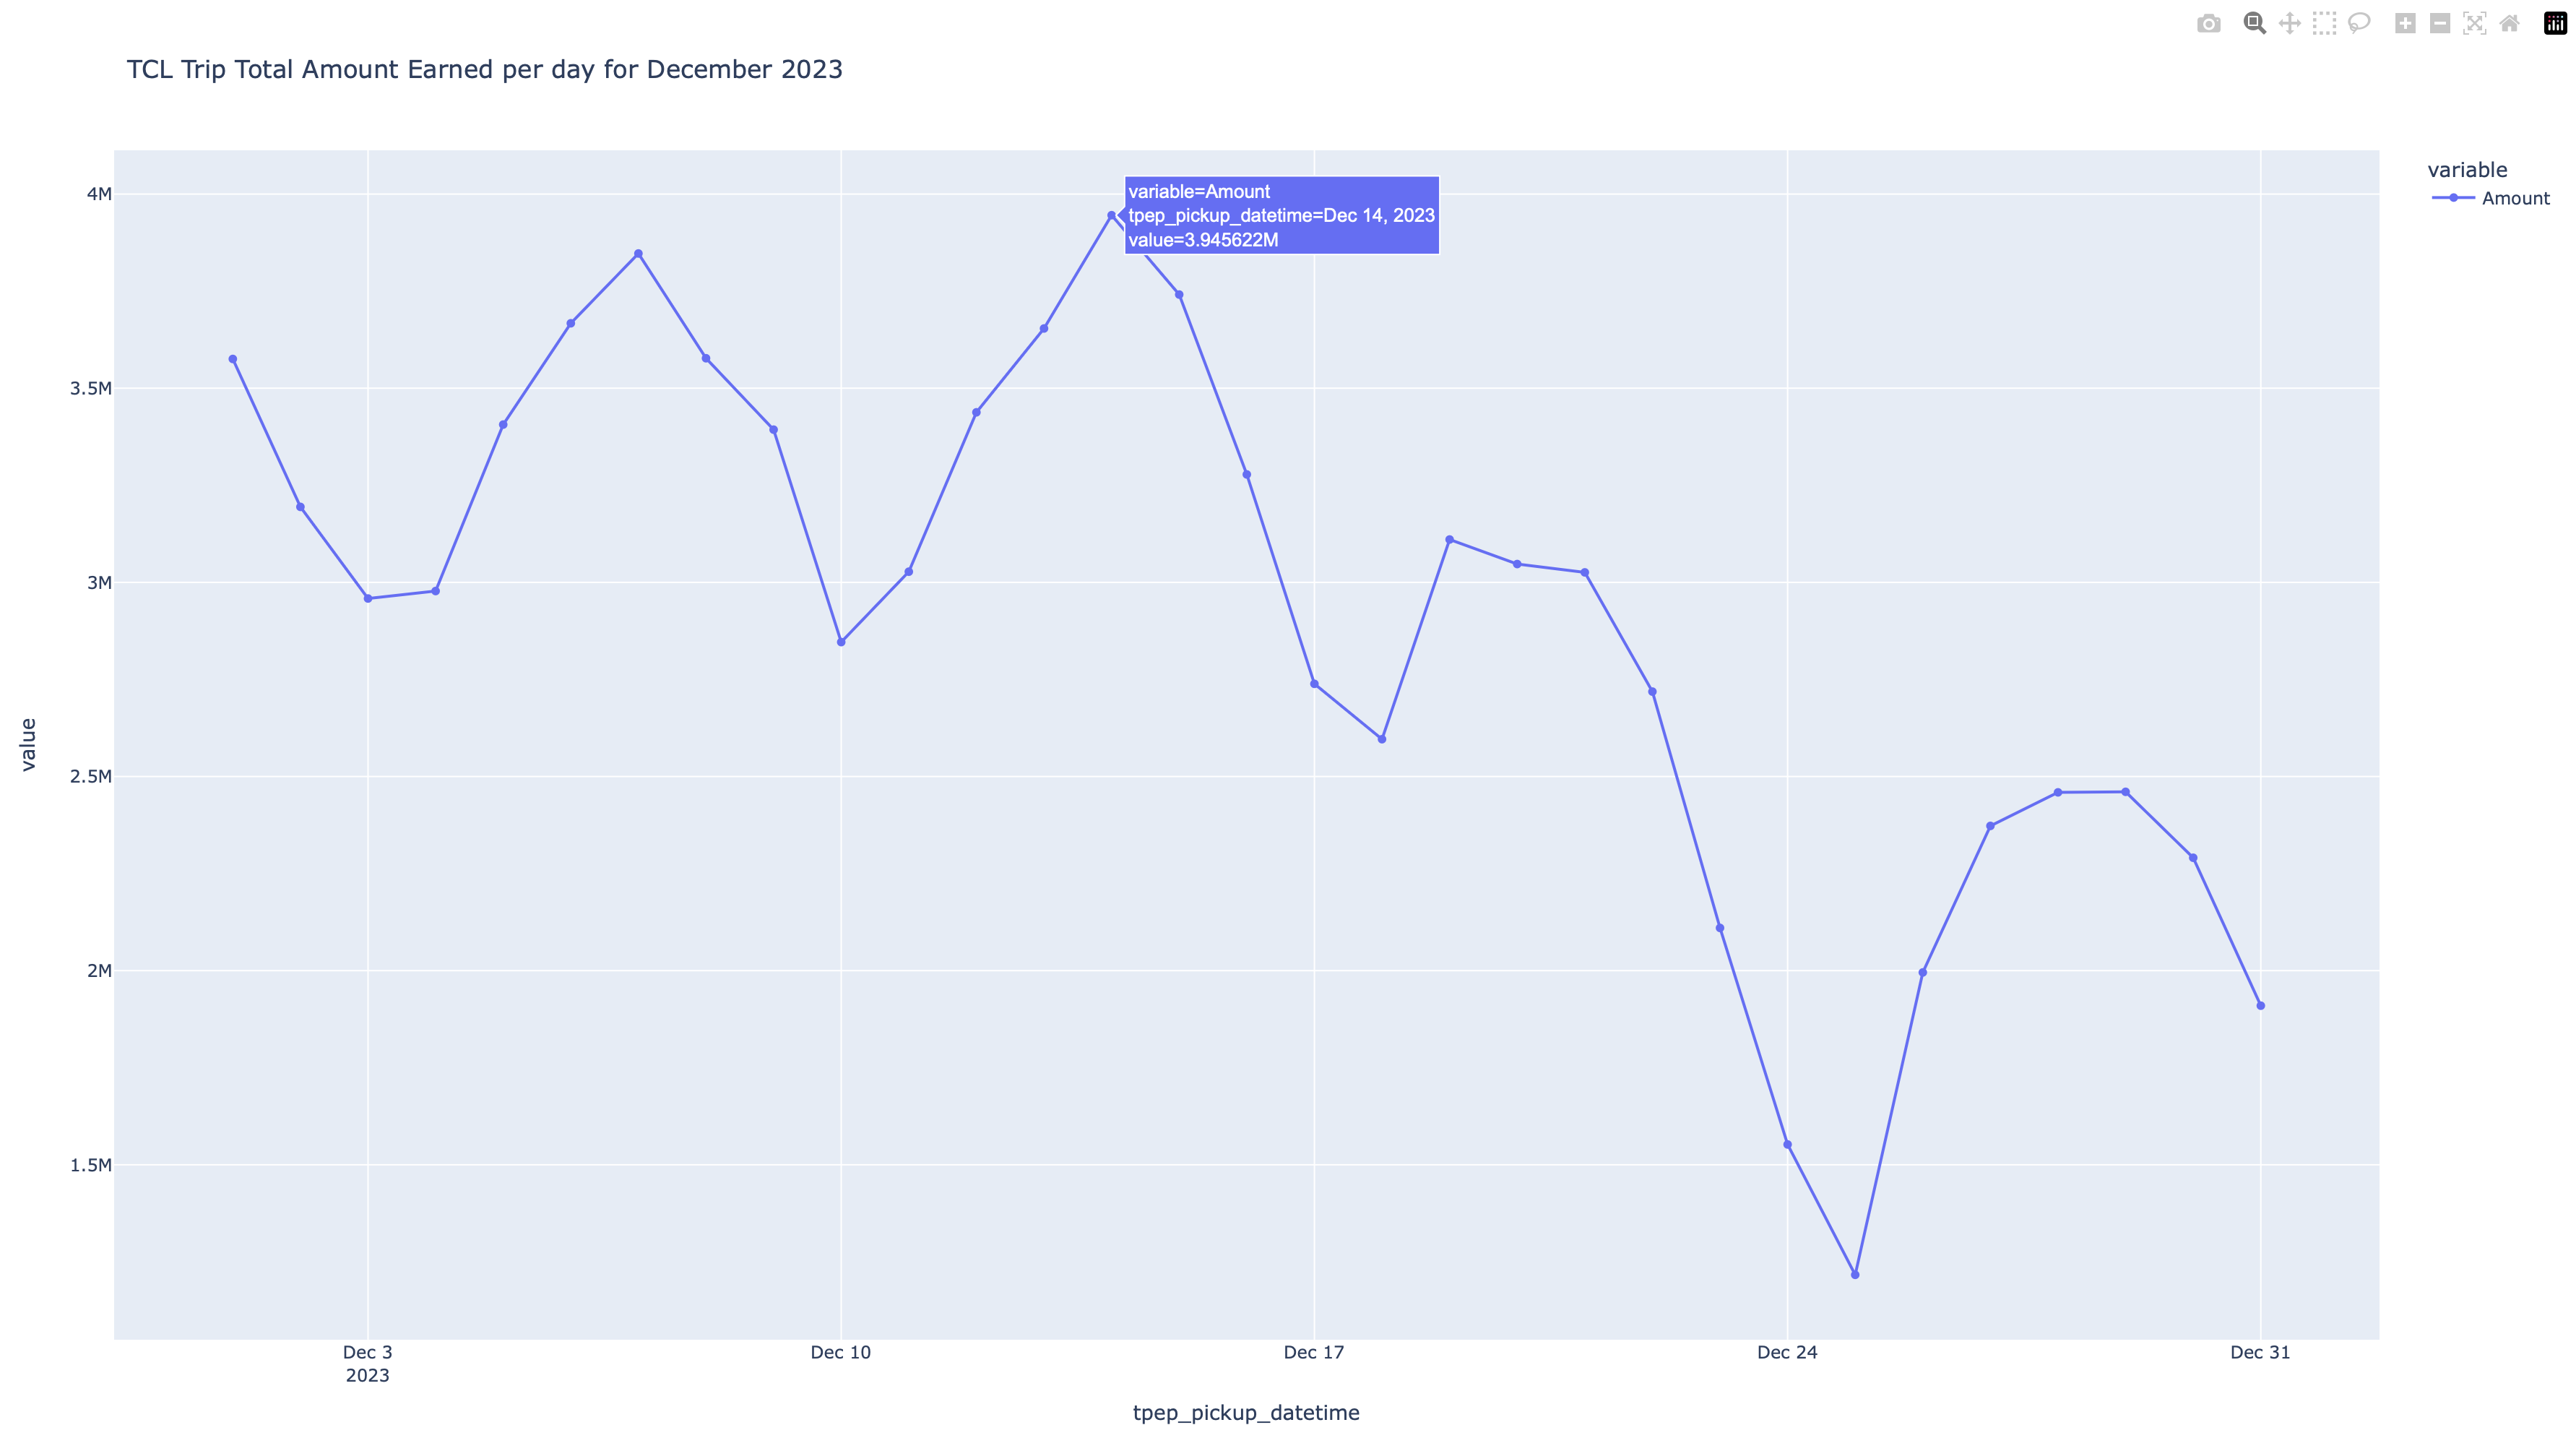 TCL Trip Total Amount Earned per day for December 2023
variable
Amount
variable=Amount
tpep_pickup_datetime=Dec 14, 2023
value=3.945622M
4M
3.5M
3M
2.5M
2M
1.5M
value
Dec 3
2023
Dec 10
Dec 17
Dec 24
Dec 31
tpep_pickup_datetime